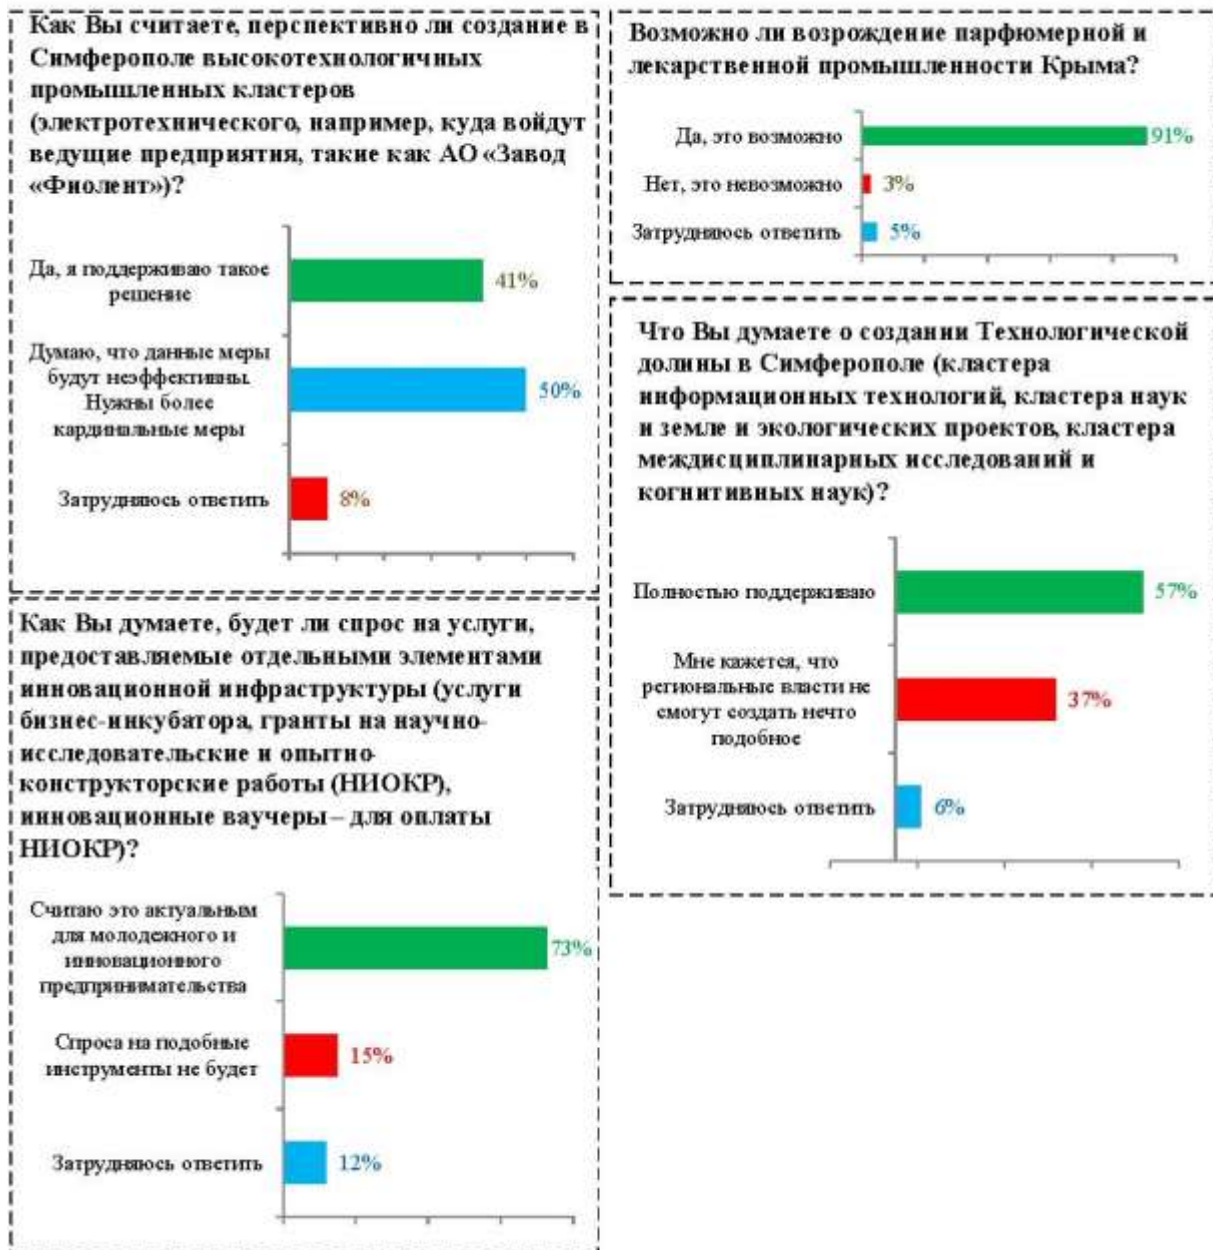 Как Вы считаете, перспективно ли создание в
Симферополе высокотехнологичных
промышленных кластеров
(электротехнического, например, куда войдут
ведущие предприятия, такие как АО «Завод
«Фиолент»)?
Да, я поддерживаю такое
решение
41%
Думаю, что данные меры
будут неэффективны.
Нужны более
кардинальные меры
50%
Затрудняюсь ответить
8%
Как Вы думаете, будет ли спрос на услуги,
предоставляемые отдельными элементами
инновационной инфраструктуры (услуги
бизнес-инкубатора, гранты на научно-
исследовательские и опытно-
конструкторские работы (НИОКР),
инновационные ваучеры – для оплаты
НИОКР)?
Считаю это актуальным
для молодежного и
инновационного
предпринимательства
73%
Спроса на подобные
инструменты не будет
15%
Затрудняюсь ответить
12%
Возможно ли возрождение парфюмерной и
лекарственной промышленности Крыма?
Да, это возможно
91%
Нет, это невозможно
3%
Затрудняюсь ответить
5%
Что Вы думаете о создании Технологической
долины в Симферополе (кластера
информационных технологий, кластера наук
и земле и экологических проектов, кластера
междисциплинарных исследований и
когнитивных наук)?
Полностью поддерживаю
57%
Мне кажется, что
региональные власти не
смогут создать нечто
подобное
37%
Затрудняюсь ответить
6%